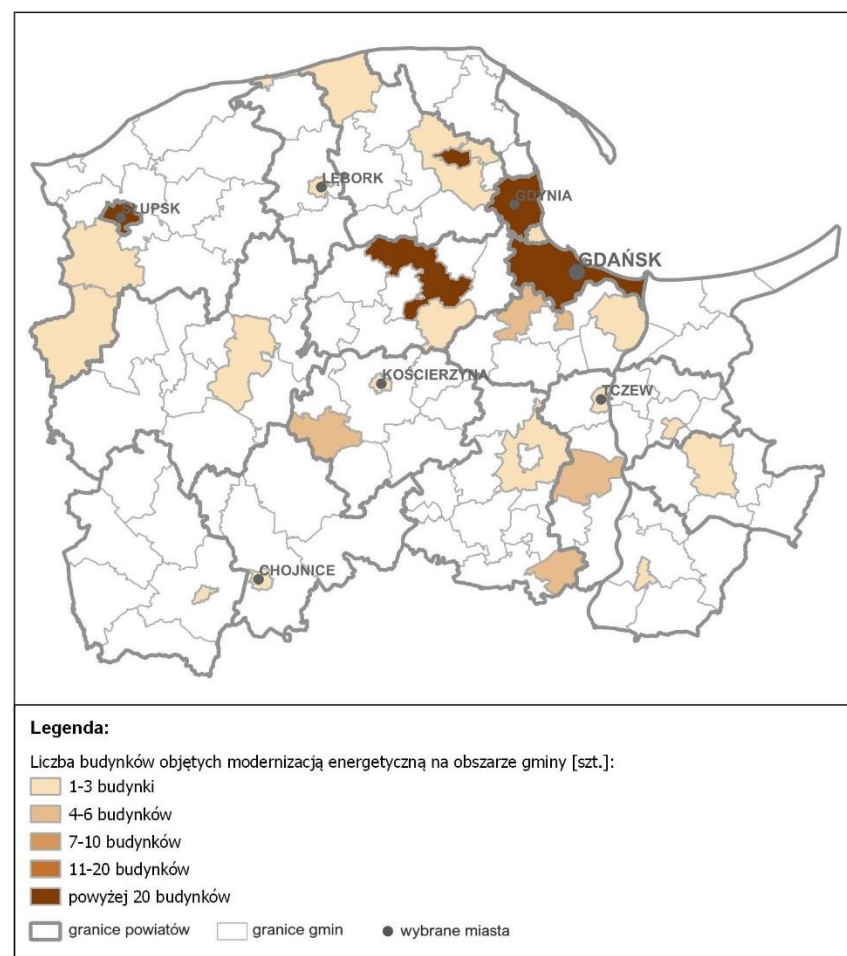 LĘBORK
GDYNIA
SŁUPSK
GDAŃSK
KOŚCIERZYNA
TCZEW
CHOJNICE
Legenda:
Liczba budynków objętych modernizacją energetyczną na obszarze gminy [szt.]:
1-3 budynki
4-6 budynków
7-10 budynków
11-20 budynków
powyżej 20 budynków
granice powiatów granice gmin wybrane miasta